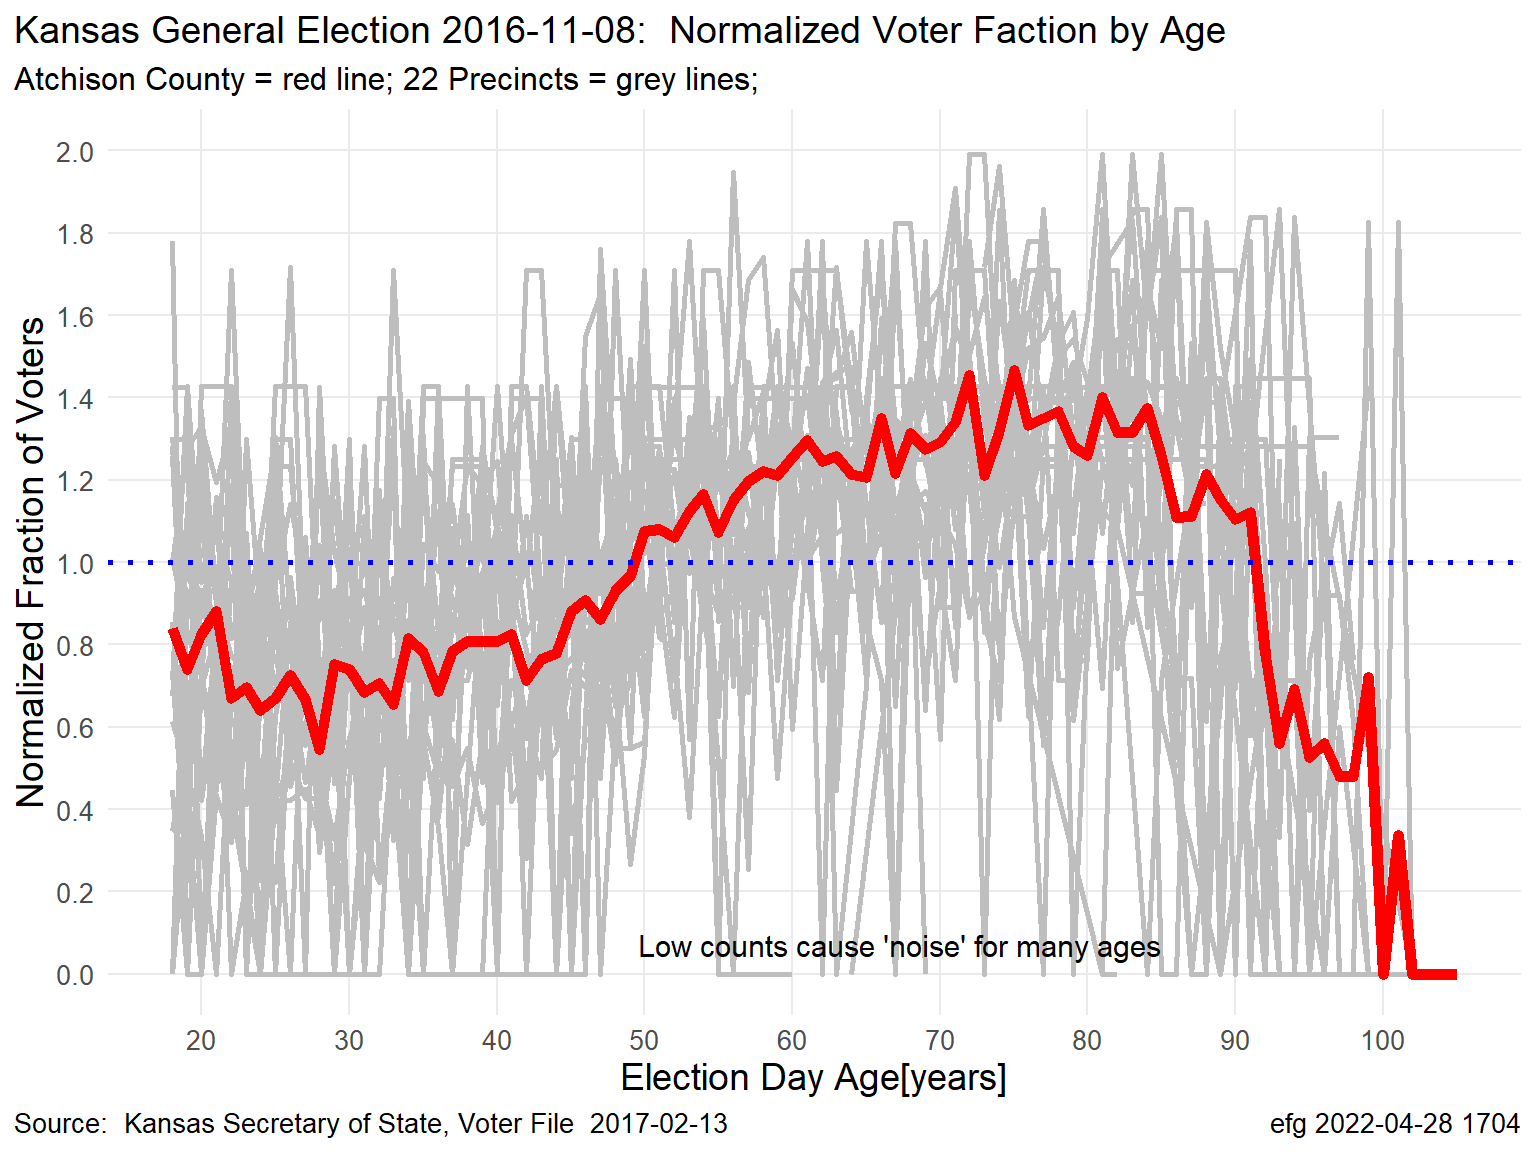 Kansas General Election 2016-11-08:  Normalized Voter Faction by Age
Atchison County = red line; 22 Precincts = grey lines;
Normalized Fraction of Voters
2.0
1.8
1.6
1.4
1.2
1.0
0.8
0.6
0.4
0.2
0.0
Low counts cause 'noise' for many ages
20 30 40 50 60 70 80 90 100
Election Day Age[years]
Source:  Kansas Secretary of State, Voter File  2017-02-13
efg 2022-04-28 1704